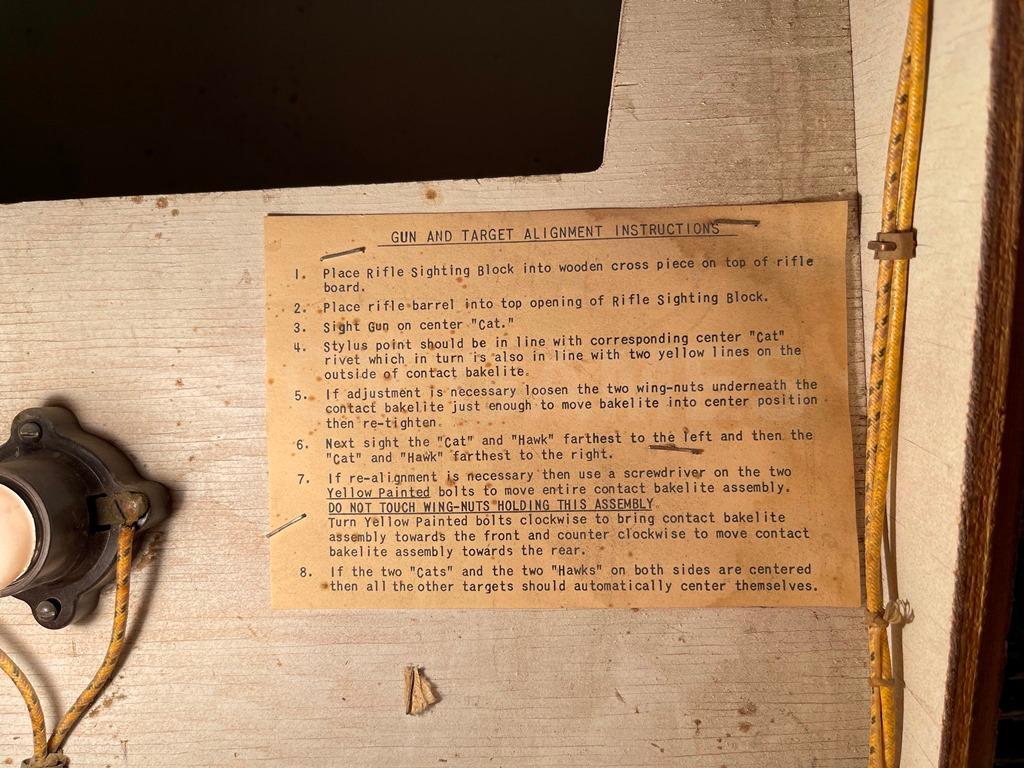 GUN AND TARGET ALIGNMENT INSTRUCTIONS
1. Place Rifle Sighting Block into wooden cross piece on top of rifle
board.
2. Place rifle barrel into top opening of Rifle Sighting Block.
3. Sight Gun on center "Cat."
4. Stylus point should be in line with corresponding center "Cat"
rivet which in turn is also in line with two yellow lines on the
outside of contact bakelite.
5. If adjustment is necessary loosen the two wing-nuts underneath the
contact bakelite just enough to move bakelite into center position
then re-tighten.
6. Next sight the "Cat" and "Hawk" farthest to the left and then the
"Cat" and "Hawk" farthest to the right.
7. If re-alignment is necessary then use a screwdriver on the two
Yellow Painted bolts to move entire contact bakelite assembly.
DO NOT TOUCH WING-NUTS HOLDING THIS ASSEMBLY.
Turn Yellow Painted bolts clockwise to bring contact bakelite
assembly towards the front and counter clockwise to move contact
bakelite assembly towards the rear.
8. If the two "Cats" and the two "Hawks" on both sides are centered
then all the other targets should automatically center themselves.